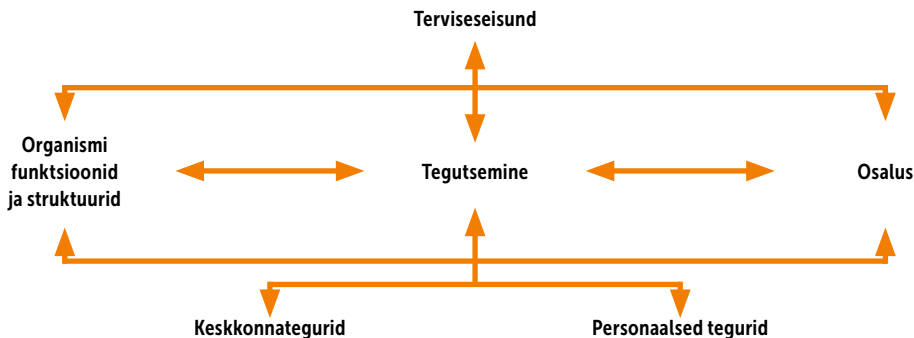 Terviseseisund
Organismi
funktsioonid
ja struktuurid
Tegutsemine
Osalus
Keskkonnategurid
Personaalsed tegurid